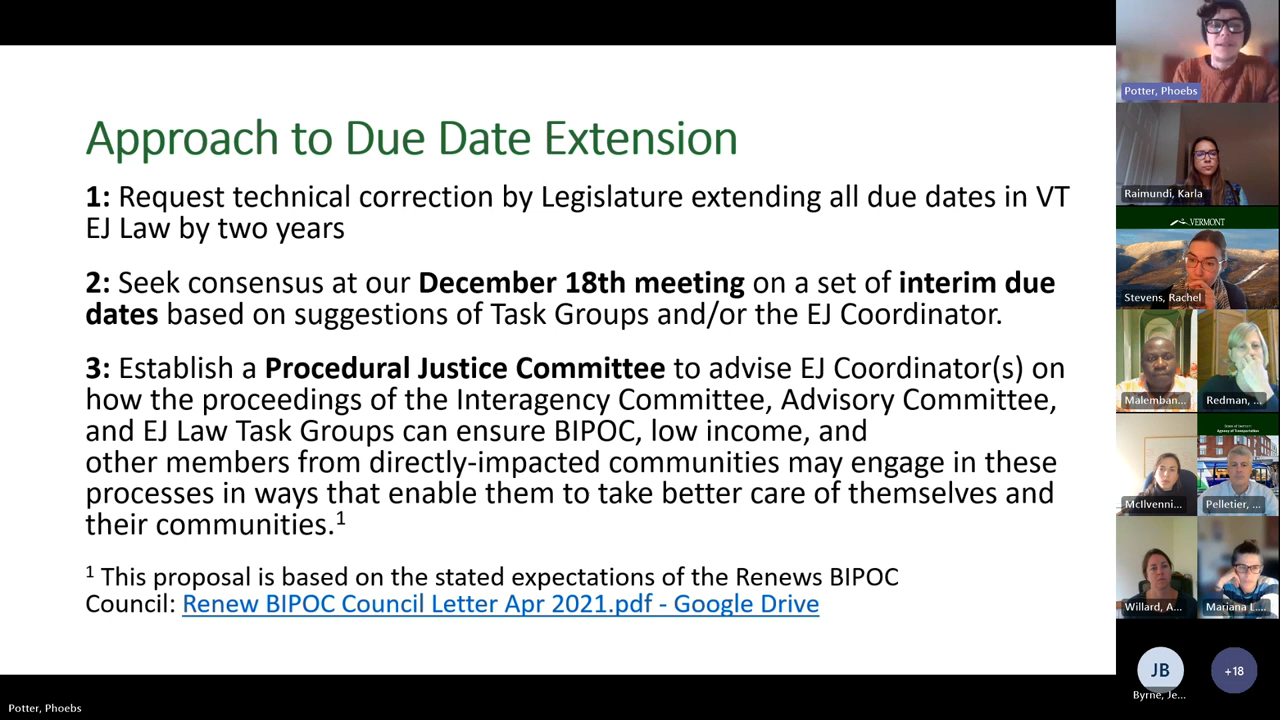 Approach to Due Date Extension
1: Request technical correction by Legislature extending all due dates in VT
EJ Law by two years
2: Seek consensus at our December 18th meeting on a set of interim due
dates based on suggestions of Task Groups and/or the EJ Coordinator.
3: Establish a Procedural Justice Committee to advise EJ Coordinator(s) on
how the proceedings of the Interagency Committee, Advisory Committee,
and EJ Law Task Groups can ensure BIPOC, low income, and
other members from directly-impacted communities may engage in these
processes in ways that enable them to take better care of themselves and
their communities.1
1 This proposal is based on the stated expectations of the Renews BIPOC
Council: Renew BIPOC Council Letter Apr 2021.pdf - Google Drive
Potter, Phoebs
Potter, Phoebs
Raimundi, Karla
VERMONT
Stevens, Rachel
Malemban...
Redman, ...
State of Vermont
Agency of Transportation
McIlvenni...
Pelletier, ...
Willard, A...
Mariana L....
JB
+18
Byrne, Je...